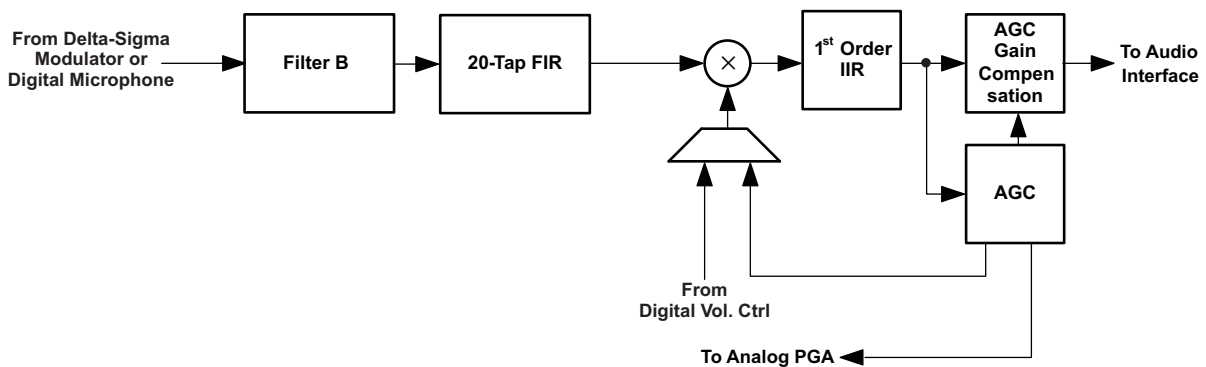 From Delta-Sigma
Modulator or
Digital Microphone
Filter B
20-Tap FIR
×
1st Order
IIR
AGC
Gain
Compen
sation
To Audio
Interface
AGC
From
Digital Vol. Ctrl
To Analog PGA